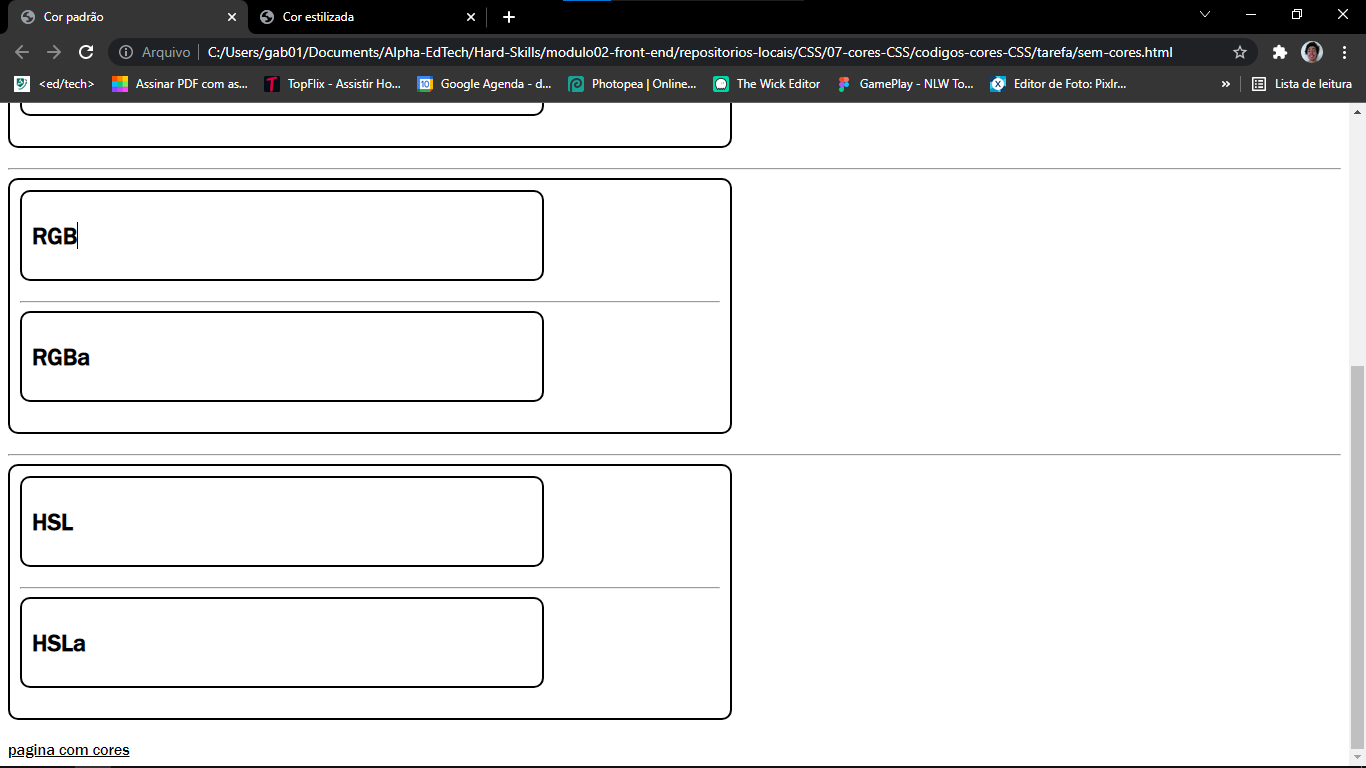 Cor padrão
Cor estilizada
Arquivo C:/Users/gab01/Documents/Alpha-EdTech/Hard-Skills/modulo02-front-end/repositorios-locais/CSS/07-cores-CSS/codigos-cores-CSS/tarefa/sem-cores.html
<ed/tech> Assinar PDF com as... TopFlix - Assistir Ho... 10 Google Agenda - d... Photopea | Online... The Wick Editor GamePlay - NLW To... Editor de Foto: Pixlr... » Lista de leitura
RGB
RGBa
HSL
HSLa
pagina com cores